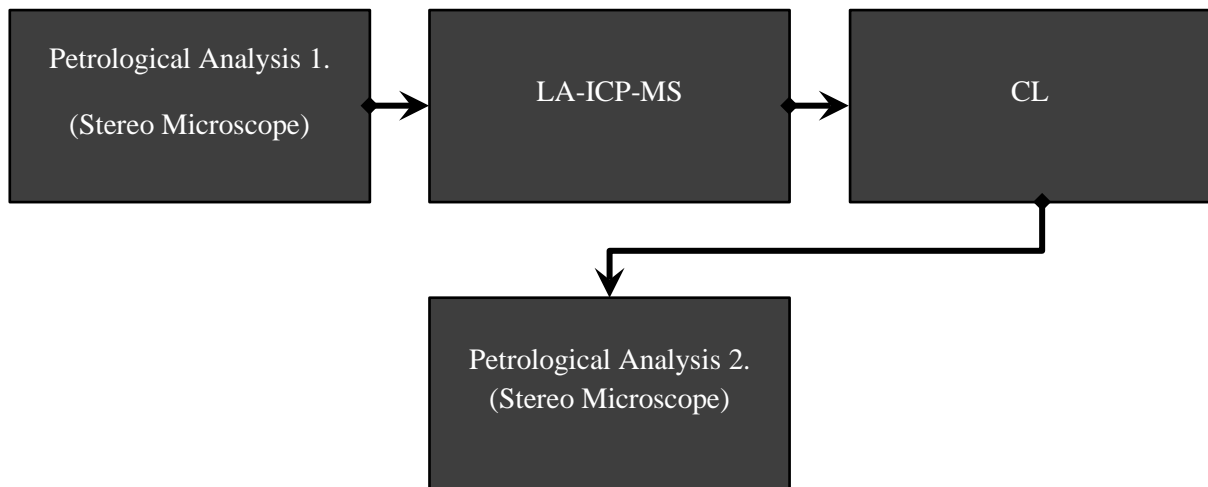 Petrological Analysis 1.
(Stereo Microscope)
LA-ICP-MS
CL
Petrological Analysis 2.
(Stereo Microscope)